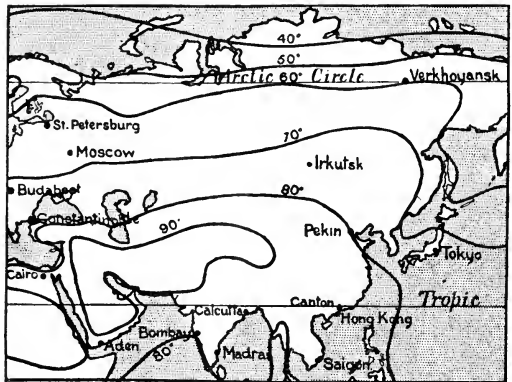 40°
50°
Arctic 60° Circle
Verkhoyansk
St. Petersburg
Moscow
70°
Irkutsk
Budapest
80°
Constantinople
90°
Pekin
Tokyo
Cairo
Tropic
Calcutta
Canton
Hong Kong
Bombay
Aden
80°
Madras
Saigon